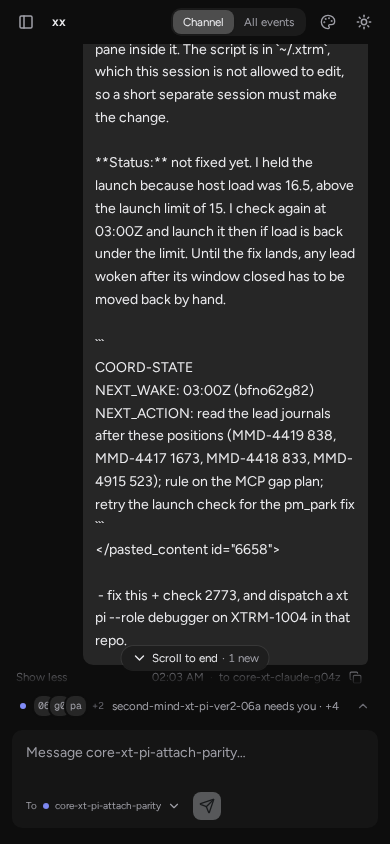 xx
Channel
All events
pane inside it. The script is in `~/.xtrm`,
which this session is not allowed to edit,
so a short separate session must make
the change.
**Status:** not fixed yet. I held the
launch because host load was 16.5, above
the launch limit of 15. I check again at
03:00Z and launch it then if load is back
under the limit. Until the fix lands, any lead
woken after its window closed has to be
moved back by hand.
```
COORD-STATE
NEXT_WAKE: 03:00Z (bfno62g82)
NEXT_ACTION: read the lead journals
after these positions (MMD-4419 838,
MMD-4417 1673, MMD-4418 833, MMD-
4915 523); rule on the MCP gap plan;
retry the launch check for the pm_park fix
```
</pasted_content id="6658">
- fix this + check 2773, and dispatch a xt
pi --role debugger on XTRM-1004 in that
repo.
Scroll to end · 1 new
Show less
02:03 AM
to core-xt-claude-g04z
06
g0
pa
+2
second-mind-xt-pi-ver2-06a needs you · +4
Message core-xt-pi-attach-parity...
To
core-xt-pi-attach-parity